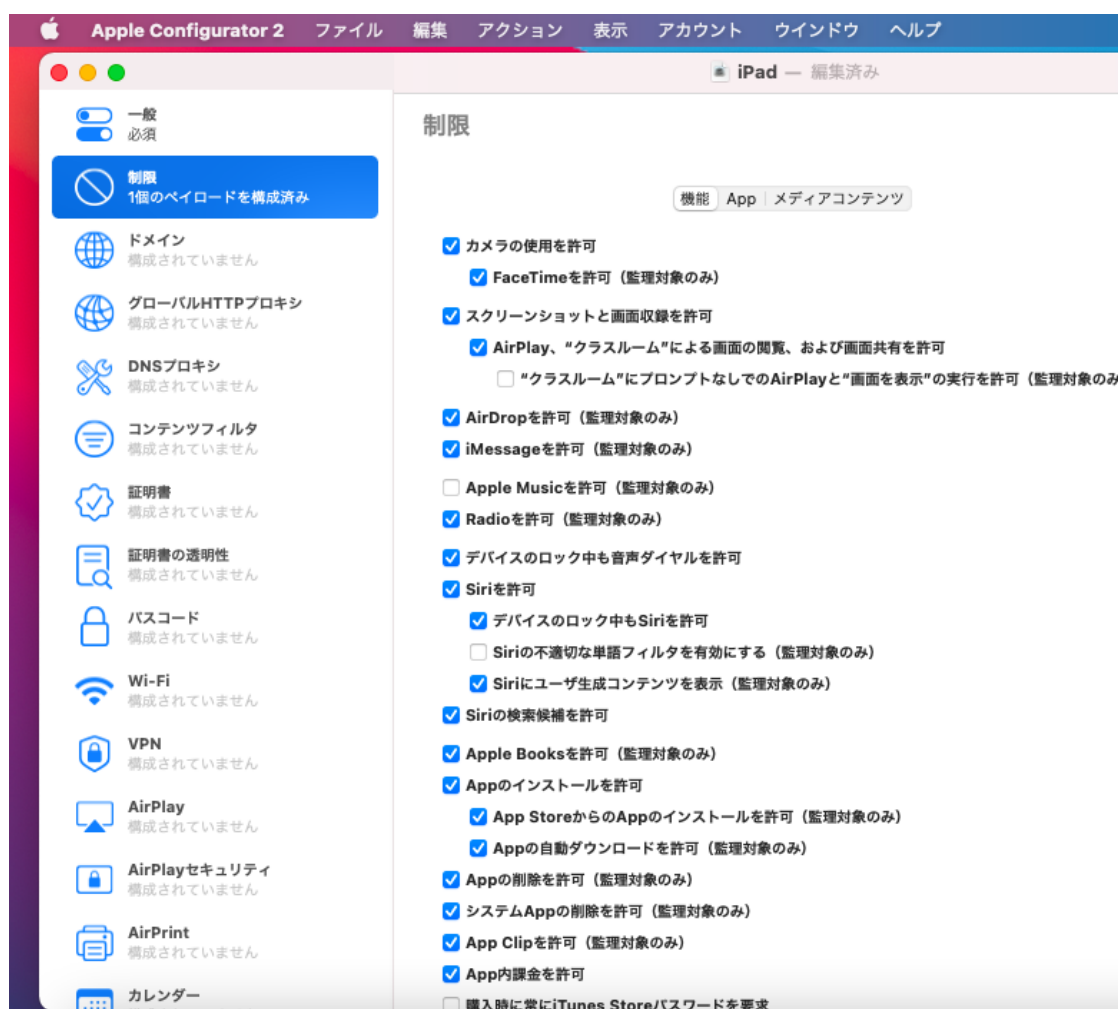 Apple Configurator 2 ファイル 編集 アクション 表示 アカウント ウインドウ ヘルプ
iPad — 編集済み
一般
必須
制限
1個のペイロードを構成済み
ドメイン
構成されていません
グローバルHTTPプロキシ
構成されていません
DNSプロキシ
構成されていません
コンテンツフィルタ
構成されていません
証明書
構成されていません
証明書の透明性
構成されていません
パスコード
構成されていません
Wi-Fi
構成されていません
VPN
構成されていません
AirPlay
構成されていません
AirPlayセキュリティ
構成されていません
AirPrint
構成されていません
カレンダー
制限
機能 App メディアコンテンツ
カメラの使用を許可
FaceTimeを許可（監理対象のみ）
スクリーンショットと画面収録を許可
AirPlay、“クラスルーム”による画面の閲覧、および画面共有を許可
“クラスルーム”にプロンプトなしでのAirPlayと“画面を表示”の実行を許可（監理対象のみ
AirDropを許可（監理対象のみ）
iMessageを許可（監理対象のみ）
Apple Musicを許可（監理対象のみ）
Radioを許可（監理対象のみ）
デバイスのロック中も音声ダイヤルを許可
Siriを許可
デバイスのロック中もSiriを許可
Siriの不適切な単語フィルタを有効にする（監理対象のみ）
Siriにユーザ生成コンテンツを表示（監理対象のみ）
Siriの検索候補を許可
Apple Booksを許可（監理対象のみ）
Appのインストールを許可
App StoreからのAppのインストールを許可（監理対象のみ）
Appの自動ダウンロードを許可（監理対象のみ）
Appの削除を許可（監理対象のみ）
システムAppの削除を許可（監理対象のみ）
App Clipを許可（監理対象のみ）
App内課金を許可
購入時に常にiTunes Storeパスワードを要求